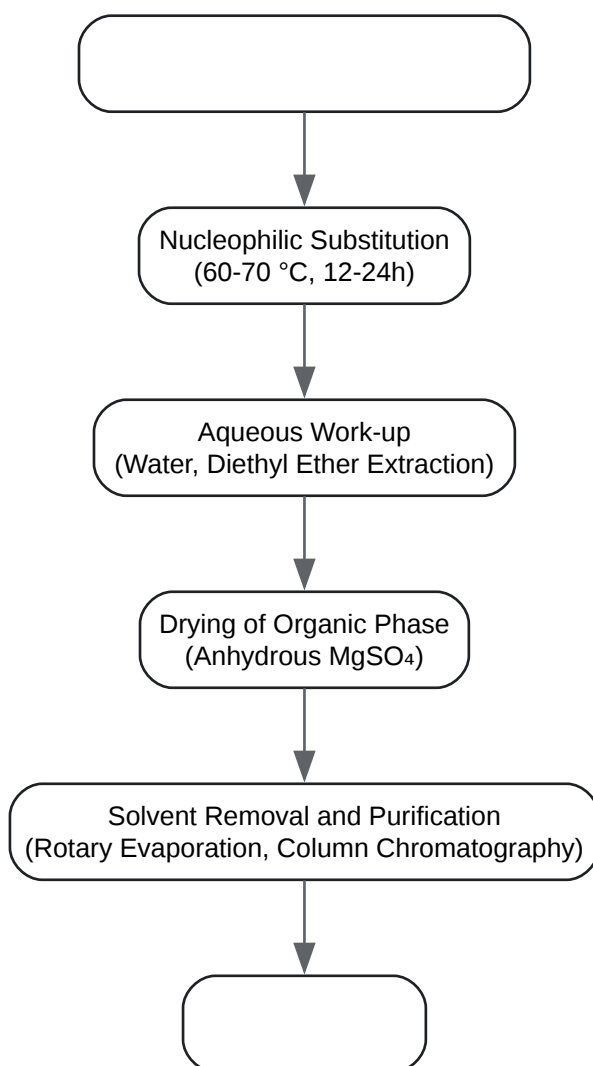 Nucleophilic Substitution
(60-70 °C, 12-24h)
Aqueous Work-up
(Water, Diethyl Ether Extraction)
Drying of Organic Phase
(Anhydrous MgSO₄)
Solvent Removal and Purification
(Rotary Evaporation, Column Chromatography)